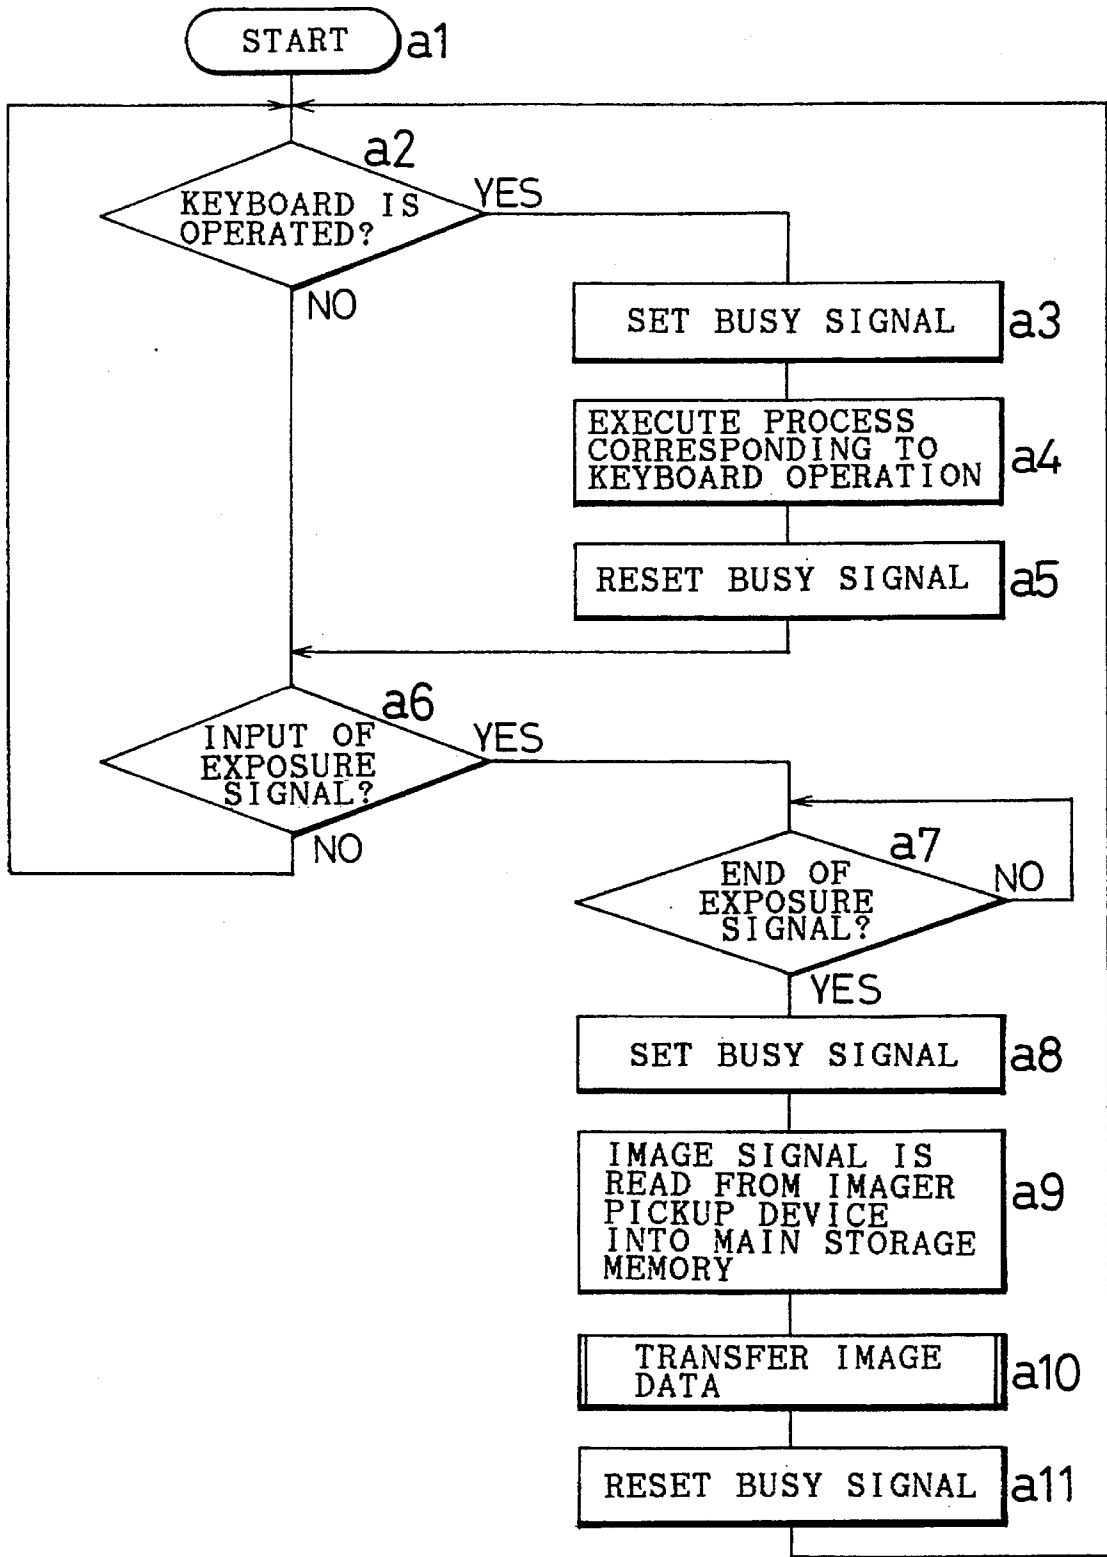 START
a1
a2
KEYBOARD IS
OPERATED?
YES
NO
SET BUSY SIGNAL
a3
EXECUTE PROCESS
CORRESPONDING TO
KEYBOARD OPERATION
a4
RESET BUSY SIGNAL
a5
a6
INPUT OF
EXPOSURE
SIGNAL?
YES
NO
a7
END OF
EXPOSURE
SIGNAL?
NO
YES
SET BUSY SIGNAL
a8
IMAGE SIGNAL IS
READ FROM IMAGER
PICKUP DEVICE
INTO MAIN STORAGE
MEMORY
a9
TRANSFER IMAGE
DATA
a10
RESET BUSY SIGNAL
a11